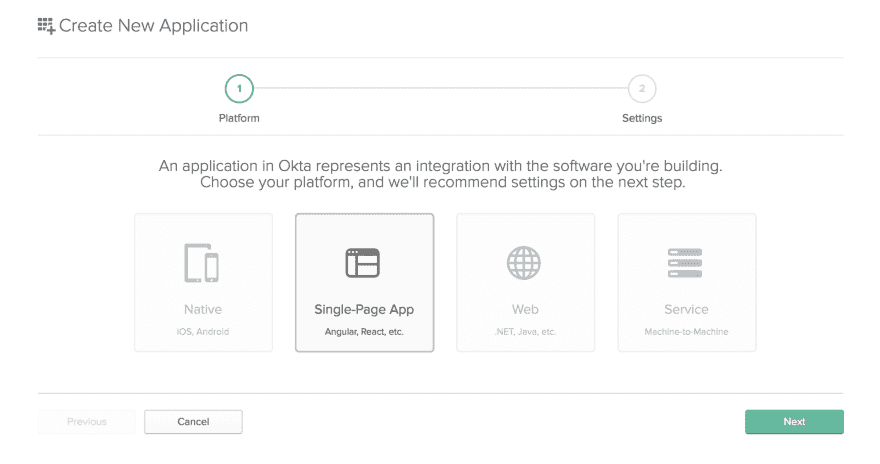 Create New Application
1
2
Platform
Settings
An application in Okta represents an integration with the software you're building.
Choose your platform, and we'll recommend settings on the next step.
Native
iOS, Android
Single-Page App
Angular, React, etc.
Web
.NET, Java, etc.
Service
Machine-to-Machine
Previous
Cancel
Next